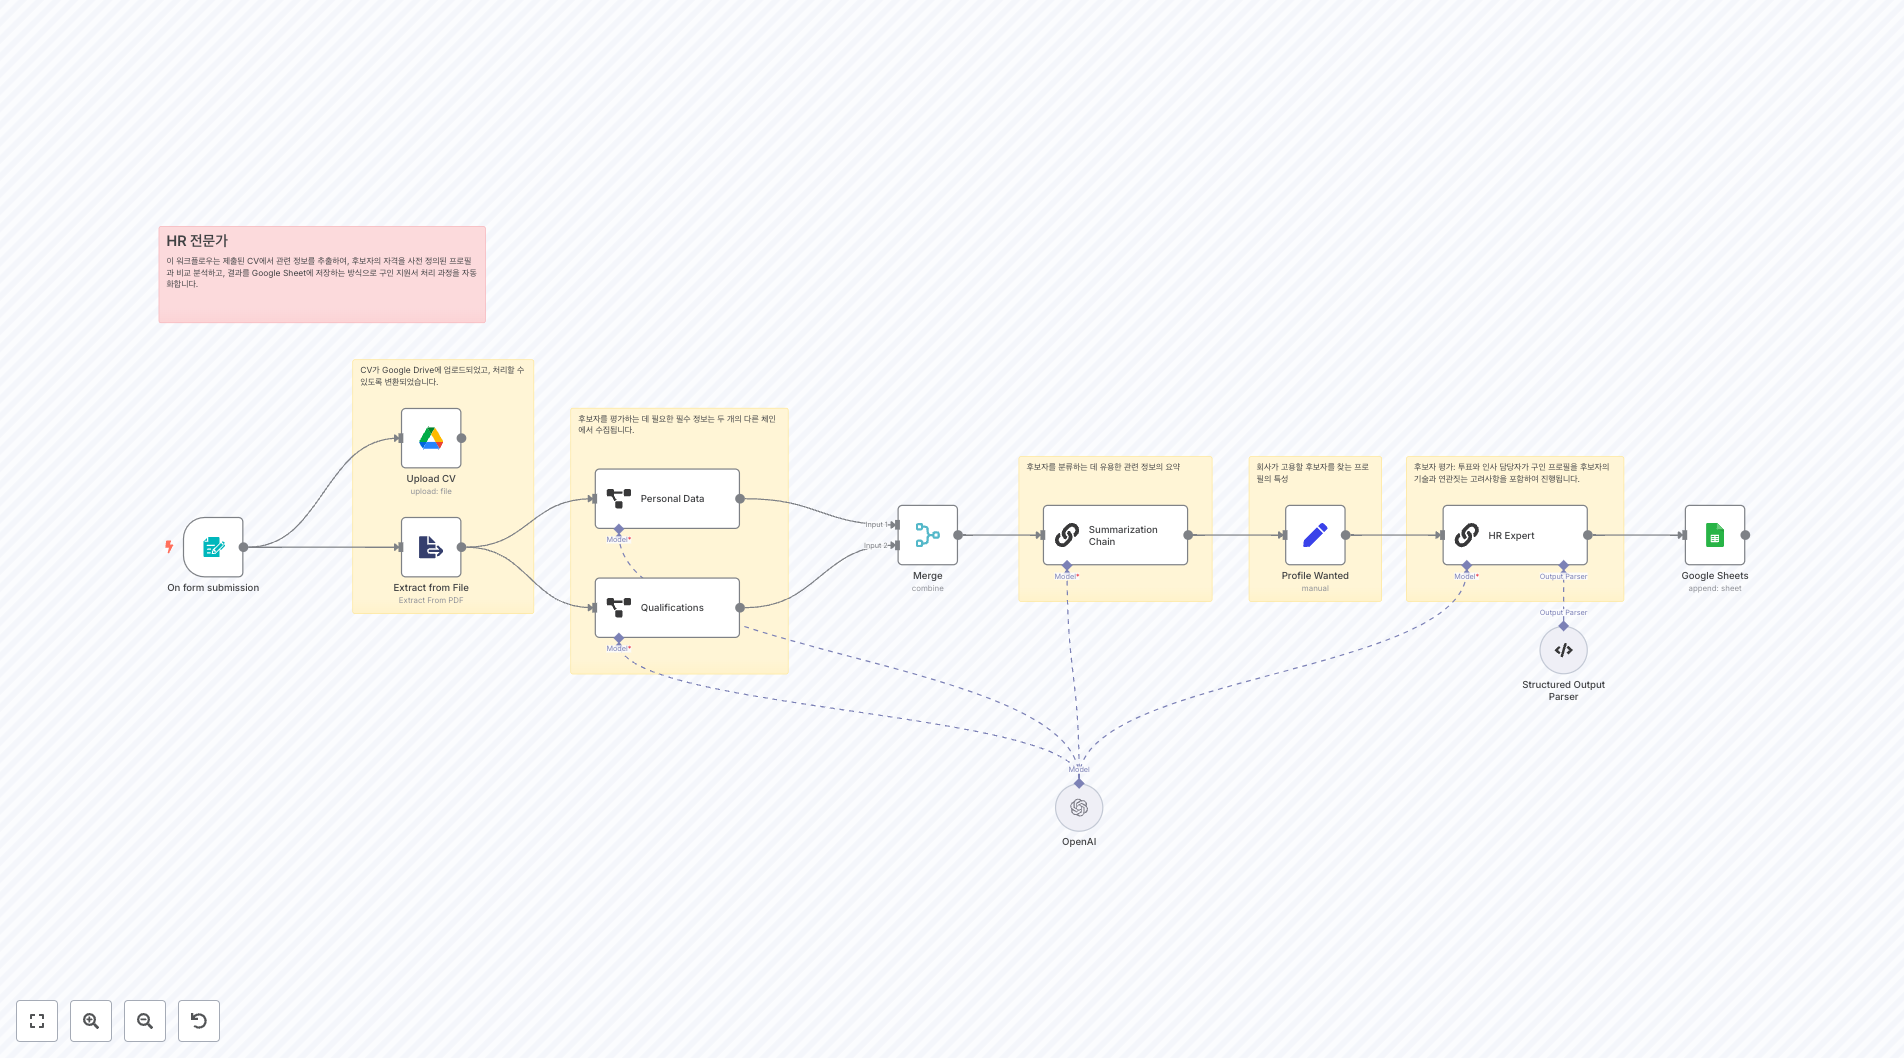 HR 전문가
이 워크플로우는 제출된 CV에서 관련 정보를 추출하여, 후보자의 자격을 사전 정의된 프로필
과 비교 분석하고, 결과를 Google Sheet에 저장하는 방식으로 구인 지원서 처리 과정을 자동
화합니다.
CV가 Google Drive에 업로드되었고, 처리할 수
있도록 변환되었습니다.
Upload CV
upload: file
On form submission
Extract from File
Extract From PDF
후보자를 평가하는 데 필요한 필수 정보는 두 개의 다른 체인
에서 수집됩니다.
Personal Data
Model*
Qualifications
Model*
Input 1
Input 2
Merge
combine
후보자를 분류하는 데 유용한 관련 정보의 요약
Summarization
Chain
Model*
회사가 고용할 후보자를 찾는 프로
필의 특성
Profile Wanted
manual
후보자 평가: 투표와 인사 담당자가 구인 프로필을 후보자의
기술과 연관짓는 고려사항을 포함하여 진행됩니다.
HR Expert
Model*
Output Parser
Output Parser
Structured Output
Parser
Google Sheets
append: sheet
Model
OpenAI